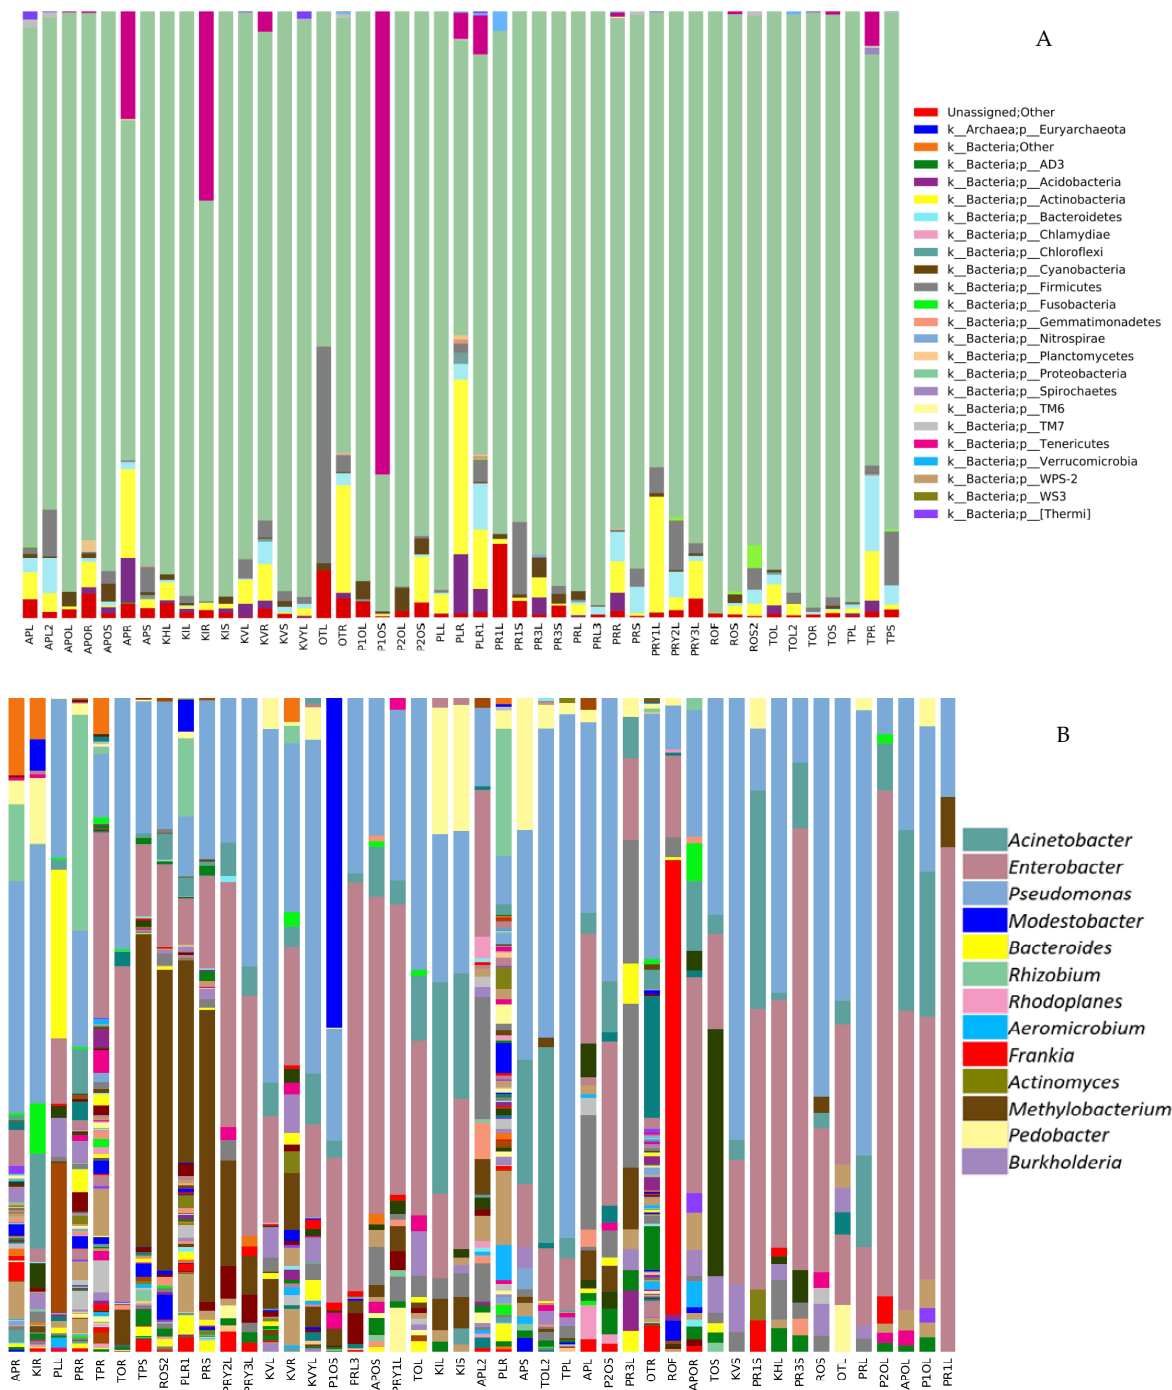 A
Unassigned;Other
k__Archaea;p__Euryarchaeota
k__Bacteria;Other
k__Bacteria;p__AD3
k__Bacteria;p__Acidobacteria
k__Bacteria;p__Actinobacteria
k__Bacteria;p__Bacteroidetes
k__Bacteria;p__Chlamydiae
k__Bacteria;p__Chloroflexi
k__Bacteria;p__Cyanobacteria
k__Bacteria;p__Firmicutes
k__Bacteria;p__Fusobacteria
k__Bacteria;p__Gemmatimonadetes
k__Bacteria;p__Nitrospirae
k__Bacteria;p__Planctomycetes
k__Bacteria;p__Proteobacteria
k__Bacteria;p__Spirochaetes
k__Bacteria;p__TM6
k__Bacteria;p__TM7
k__Bacteria;p__Tenericutes
k__Bacteria;p__Verrucomicrobia
k__Bacteria;p__WPS-2
k__Bacteria;p__WS3
k__Bacteria;p__[Thermi]
APL APL2 APOL APOR APOS APR APS KHL KIL KIR KIS KVL KVR KVS KVYL OTL OTR P1OL P1OS P2OL P2OS PLL PLR PLR1 PR1L PR1S PR3L PR3S PRL PRL3 PRR PRS PRY1L PRY2L PRY3L ROF ROS ROS2 TOL TOL2 TOR TOS TPL TPR TPS
B
Acinetobacter
Enterobacter
Pseudomonas
Modestobacter
Bacteroides
Rhizobium
Rhodoplanes
Aeromicrobium
Frankia
Actinomyces
Methylobacterium
Pedobacter
Burkholderia
APR KIR PLL PRR TPR TOR TPS ROS2 PLR1 PRS PRY2L PRY3L KVL KVR KVYL P1OS PRL3 APOS PRY1L TOL KIL KIS APL2 PLR APS TOL2 TPL APL P2OS PR3L OTR ROF APOR TOS KVS PR1S KHL PR3S ROS OTL PRL P2OL APOL P1OL PR1L